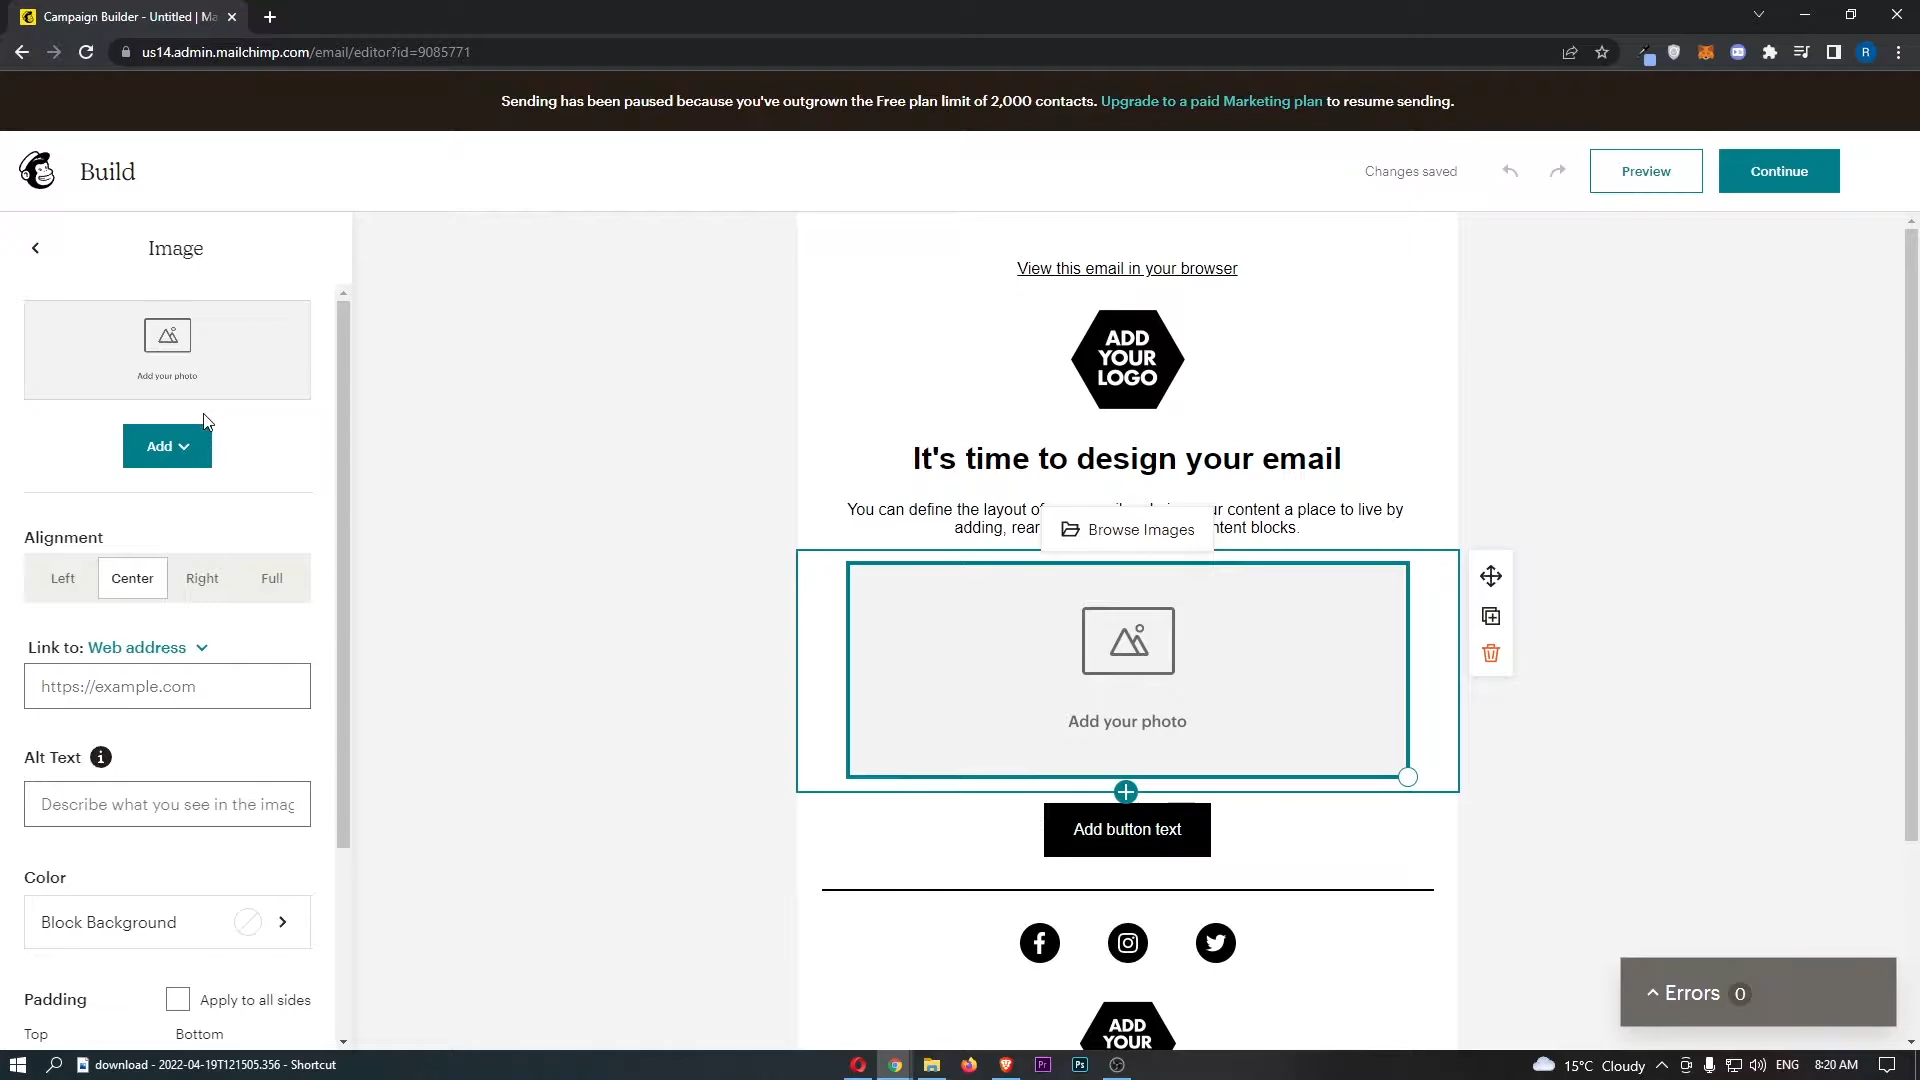 Campaign Builder - Untitled | Ma
us14.admin.mailchimp.com/email/editor?id=9085771
R
Sending has been paused because you've outgrown the Free plan limit of 2,000 contacts. Upgrade to a paid Marketing plan to resume sending.
Build
Changes saved
Preview
Continue
Image
Add your photo
Add
Alignment
Left
Center
Right
Full
Link to: Web address
https://example.com
Alt Text
Describe what you see in the imag
Color
Block Background
Padding
Apply to all sides
Top
Bottom
View this email in your browser
ADD
YOUR
LOGO
It's time to design your email
You can define the layout of ur content a place to live by
adding, rear ntent blocks.
Browse Images
Add your photo
Add button text
ADD
YOUR
Errors 0
download - 2022-04-19T121505.356 - Shortcut
Pr
Ps
15°C Cloudy
ENG
8:20 AM